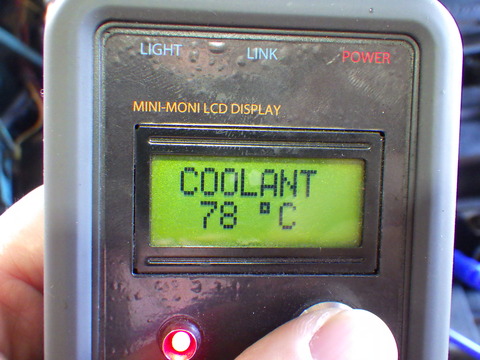 LIGHT LINK POWER
MINI-MONI LCD DISPLAY
COOLANT
78 °C